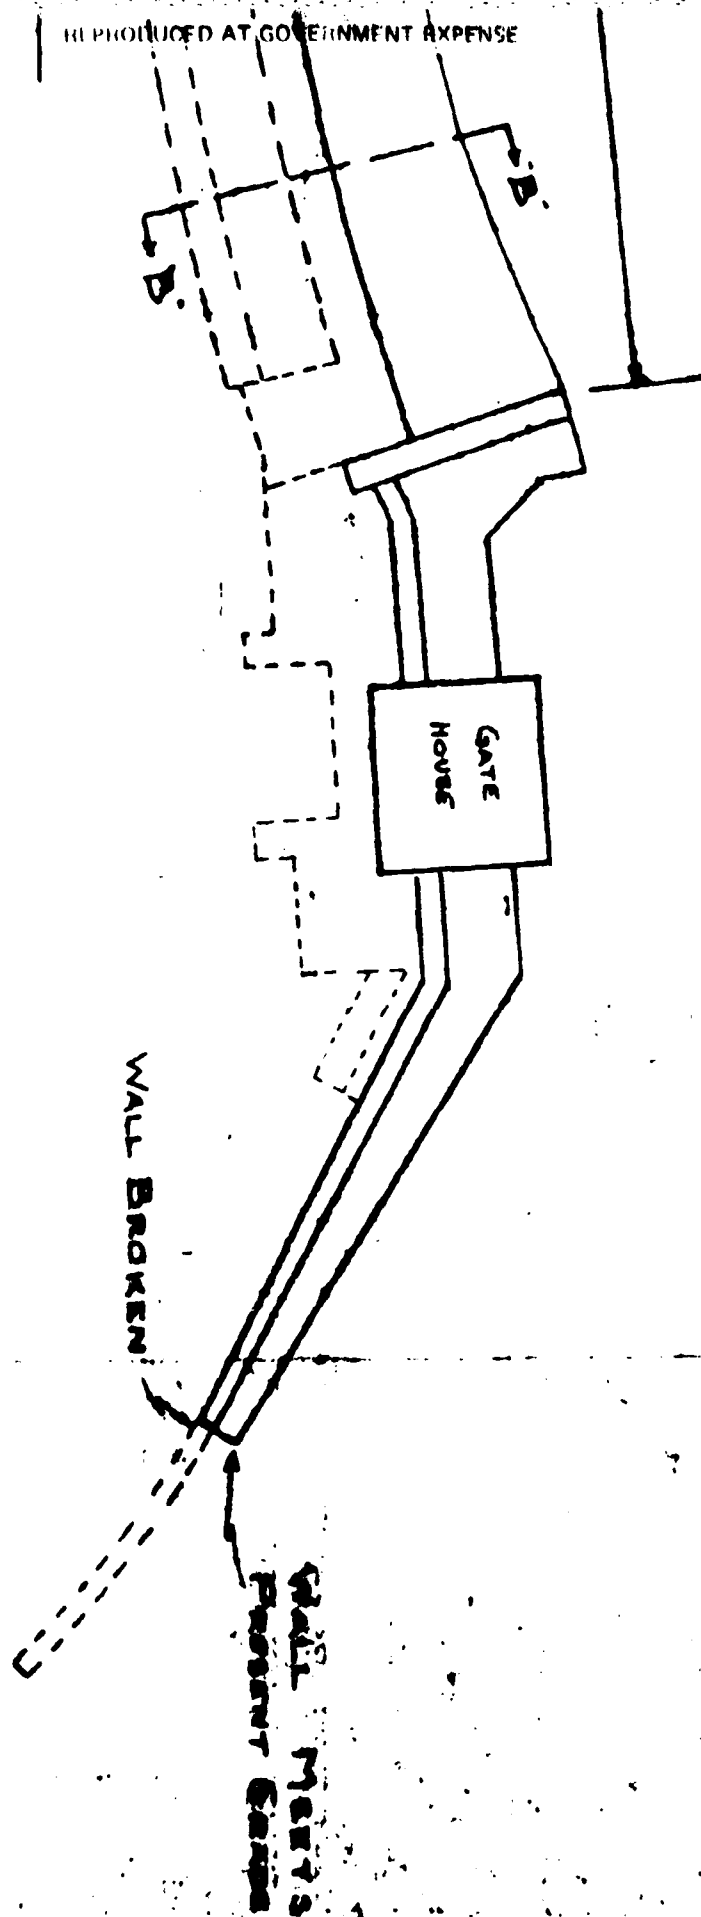 REPRODUCED AT GOVERNMENT EXPENSE
B
B
GATE
HOUSE
WALL BROKEN
WALL MEETS
PRESENT GRADE